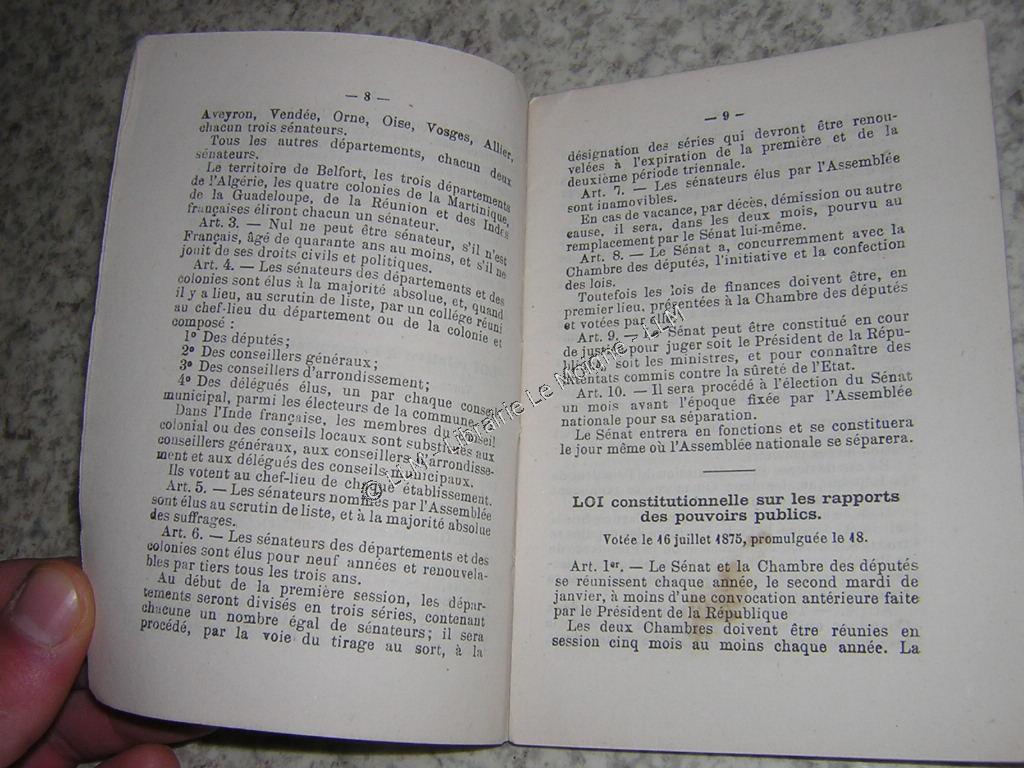 — 8 —
Aveyron, Vendée, Orne, Oise, Vosges, Allier,
chacun trois sénateurs.
Tous les autres départements, chacun deux
sénateurs.
Le territoire de Belfort, les trois départements
de l'Algérie, les quatre colonies de la Martinique,
de la Guadeloupe, de la Réunion et des Indes
françaises éliront chacun un sénateur.
Art. 3. — Nul ne peut être sénateur, s'il n'est
Français, âgé de quarante ans au moins, et s'il ne
jouit de ses droits civils et politiques.
Art. 4. — Les sénateurs des départements et des
colonies sont élus à la majorité absolue, et, quand
il y a lieu, au scrutin de liste, par un collége réuni
au chef-lieu du département ou de la colonie et
composé :
1º Des députés ;
2º Des conseillers généraux ;
3º Des conseillers d'arrondissement ;
4º Des délégués élus, un par chaque conseil
municipal, parmi les électeurs de la commune.
Dans l'Inde française, les membres du conseil
colonial ou des conseils locaux sont substitués aux
conseillers généraux, aux conseillers d'arrondisse-
ment et aux délégués des conseils municipaux.
Ils votent au chef-lieu de chaque établissement.
Art. 5. — Les sénateurs nommés par l'Assemblée
sont élus au scrutin de liste, et à la majorité absolue
des suffrages.
Art. 6. — Les sénateurs des départements et des
colonies sont élus pour neuf années et renouvela-
bles par tiers tous les trois ans.
Au début de la première session, les dépar-
tements seront divisés en trois séries, contenant
chacune un nombre égal de sénateurs ; il sera
procédé, par la voie du tirage au sort, à la
— 9 —
désignation des séries qui devront être renou-
velées à l'expiration de la première et de la
deuxième période triennale.
Art. 7. — Les sénateurs élus par l'Assemblée
sont inamovibles.
En cas de vacance, par décès, démission ou autre
cause, il sera, dans les deux mois, pourvu au
remplacement par le Sénat lui-même.
Art. 8. — Le Sénat a, concurremment avec la
Chambre des députés, l'initiative et la confection
des lois.
Toutefois les lois de finances doivent être, en
premier lieu, présentées à la Chambre des députés
et votées par elle.
Art. 9. — Le Sénat peut être constitué en cour
de justice pour juger soit le Président de la Répu-
blique, soit les ministres, et pour connaître des
attentats commis contre la sûreté de l'Etat.
Art. 10. — Il sera procédé à l'élection du Sénat
un mois avant l'époque fixée par l'Assemblée
nationale pour sa séparation.
Le Sénat entrera en fonctions et se constituera
le jour même où l'Assemblée nationale se séparera.
LOI constitutionnelle sur les rapports
des pouvoirs publics.
Votée le 16 juillet 1875, promulguée le 18.
Art. 1er. — Le Sénat et la Chambre des députés
se réunissent chaque année, le second mardi de
janvier, à moins d'une convocation antérieure faite
par le Président de la République
Les deux Chambres doivent être réunies en
session cinq mois au moins chaque année. La
© LLM - Librairie Le Moïone - LLM